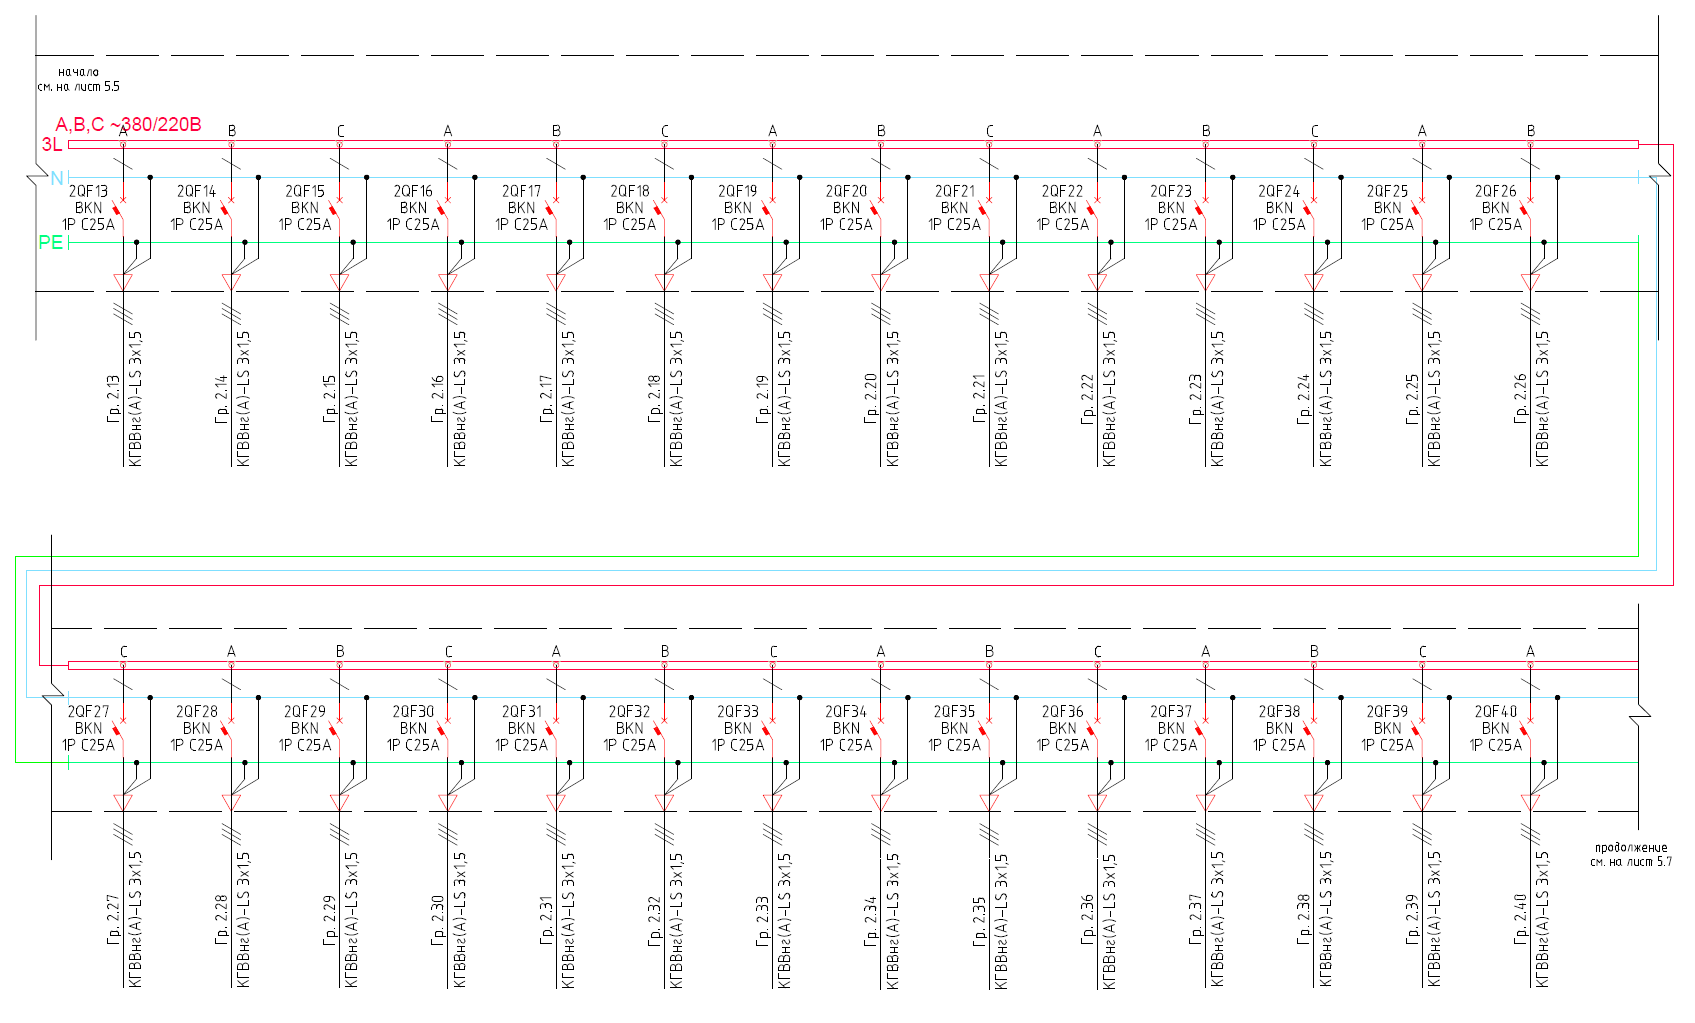 начало
см. на лист 5.5
A,B,C ~380/220В
3L
A B C A B C A B C A B C A B
N
2QF13 2QF14 2QF15 2QF16 2QF17 2QF18 2QF19 2QF20 2QF21 2QF22 2QF23 2QF24 2QF25 2QF26
BKN BKN BKN BKN BKN BKN BKN BKN BKN BKN BKN BKN BKN BKN
1P C25A 1P C25A 1P C25A 1P C25A 1P C25A 1P C25A 1P C25A 1P C25A 1P C25A 1P C25A 1P C25A 1P C25A 1P C25A 1P C25A
PE
Гр. 2.13
КГВВнг(А)-LS 3х1,5
Гр. 2.14
КГВВнг(А)-LS 3х1,5
Гр. 2.15
КГВВнг(А)-LS 3х1,5
Гр. 2.16
КГВВнг(А)-LS 3х1,5
Гр. 2.17
КГВВнг(А)-LS 3х1,5
Гр. 2.18
КГВВнг(А)-LS 3х1,5
Гр. 2.19
КГВВнг(А)-LS 3х1,5
Гр. 2.20
КГВВнг(А)-LS 3х1,5
Гр. 2.21
КГВВнг(А)-LS 3х1,5
Гр. 2.22
КГВВнг(А)-LS 3х1,5
Гр. 2.23
КГВВнг(А)-LS 3х1,5
Гр. 2.24
КГВВнг(А)-LS 3х1,5
Гр. 2.25
КГВВнг(А)-LS 3х1,5
Гр. 2.26
КГВВнг(А)-LS 3х1,5
C A B C A B C A B C A B C A
2QF27 2QF28 2QF29 2QF30 2QF31 2QF32 2QF33 2QF34 2QF35 2QF36 2QF37 2QF38 2QF39 2QF40
BKN BKN BKN BKN BKN BKN BKN BKN BKN BKN BKN BKN BKN BKN
1P C25A 1P C25A 1P C25A 1P C25A 1P C25A 1P C25A 1P C25A 1P C25A 1P C25A 1P C25A 1P C25A 1P C25A 1P C25A 1P C25A
продолжение
см. на лист 5.7
Гр. 2.27
КГВВнг(А)-LS 3х1,5
Гр. 2.28
КГВВнг(А)-LS 3х1,5
Гр. 2.29
КГВВнг(А)-LS 3х1,5
Гр. 2.30
КГВВнг(А)-LS 3х1,5
Гр. 2.31
КГВВнг(А)-LS 3х1,5
Гр. 2.32
КГВВнг(А)-LS 3х1,5
Гр. 2.33
КГВВнг(А)-LS 3х1,5
Гр. 2.34
КГВВнг(А)-LS 3х1,5
Гр. 2.35
КГВВнг(А)-LS 3х1,5
Гр. 2.36
КГВВнг(А)-LS 3х1,5
Гр. 2.37
КГВВнг(А)-LS 3х1,5
Гр. 2.38
КГВВнг(А)-LS 3х1,5
Гр. 2.39
КГВВнг(А)-LS 3х1,5
Гр. 2.40
КГВВнг(А)-LS 3х1,5